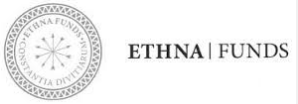 ETHNA FUNDS
CONSTANTIA DIVITIARUM
ETHNA | FUNDS